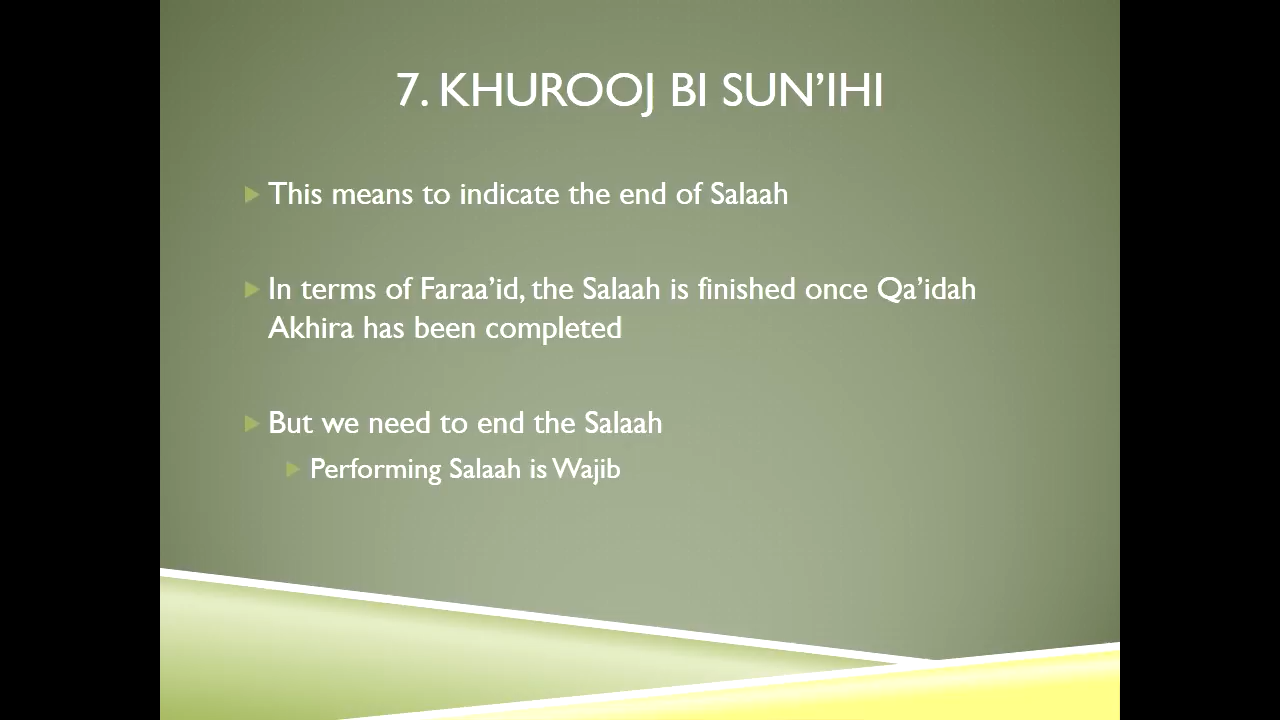 7. KHUROOJ BI SUN’IHI
This means to indicate the end of Salaah
In terms of Faraa’id, the Salaah is finished once Qa’idah
Akhira has been completed
But we need to end the Salaah
Performing Salaah is Wajib